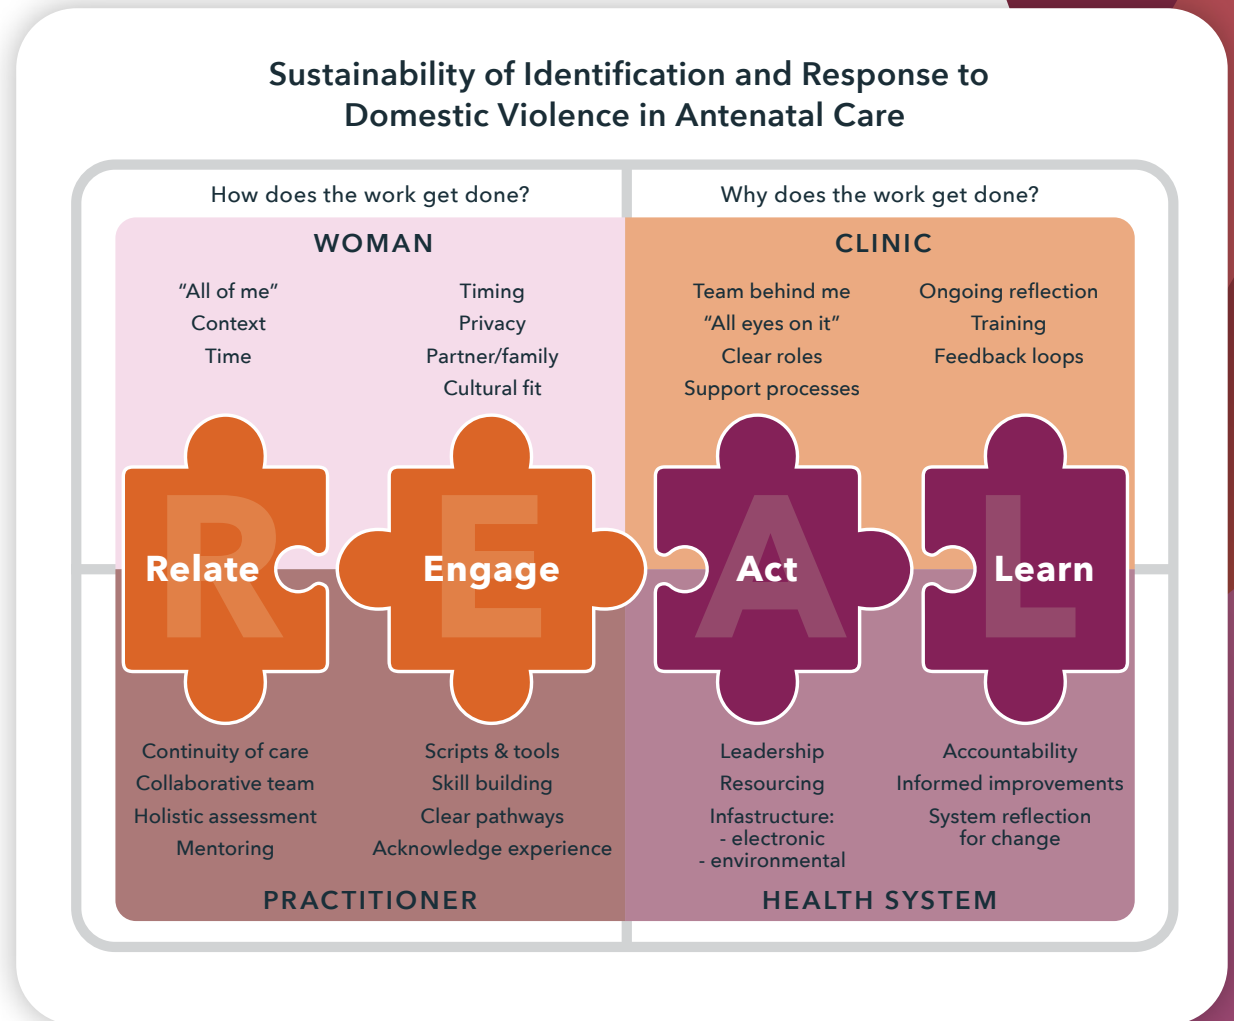 Sustainability of Identification and Response to
Domestic Violence in Antenatal Care
How does the work get done?
Why does the work get done?
WOMAN
"All of me"
Context
Time
Timing
Privacy
Partner/family
Cultural fit
CLINIC
Team behind me
"All eyes on it"
Clear roles
Support processes
Ongoing reflection
Training
Feedback loops
R
Relate
E
Engage
A
Act
L
Learn
Continuity of care
Collaborative team
Holistic assessment
Mentoring
Scripts & tools
Skill building
Clear pathways
Acknowledge experience
PRACTITIONER
Leadership
Resourcing
Infastructure:
- electronic
- environmental
Accountability
Informed improvements
System reflection
for change
HEALTH SYSTEM